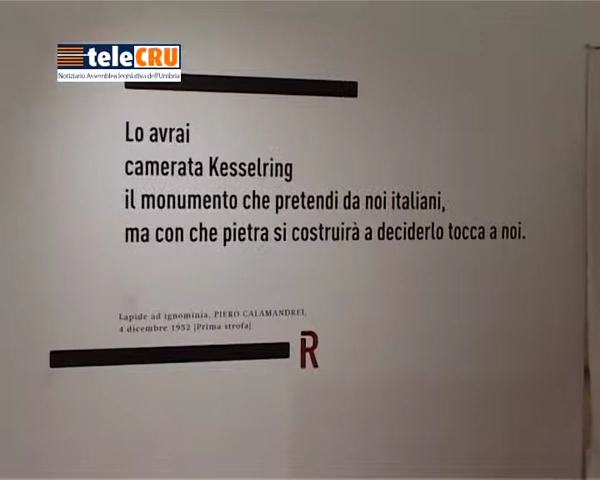 teleCRU
Notiziario Assemblea legislativa dell'Umbria
Lo avrai
camerata Kesselring
il monumento che pretendi da noi italiani,
ma con che pietra si costruirà a deciderlo tocca a noi.
Lapide ad ignominia, PIERO CALAMANDREI,
4 dicembre 1952 [Prima strofa]
R